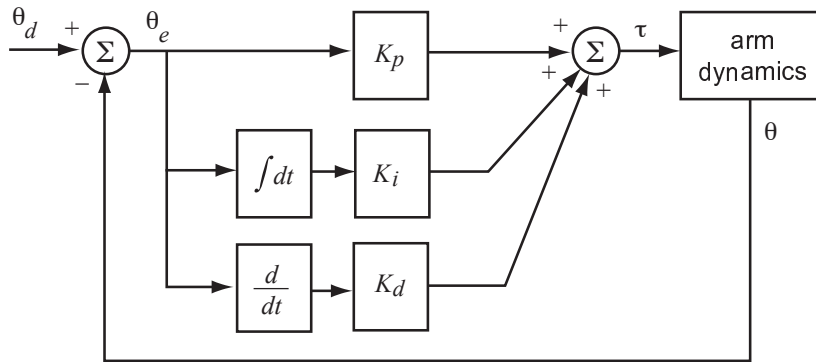 θd
+
Σ
−
θe
Kp
+
+
+
Σ
τ
arm
dynamics
θ
∫dt
Ki
d
dt
Kd